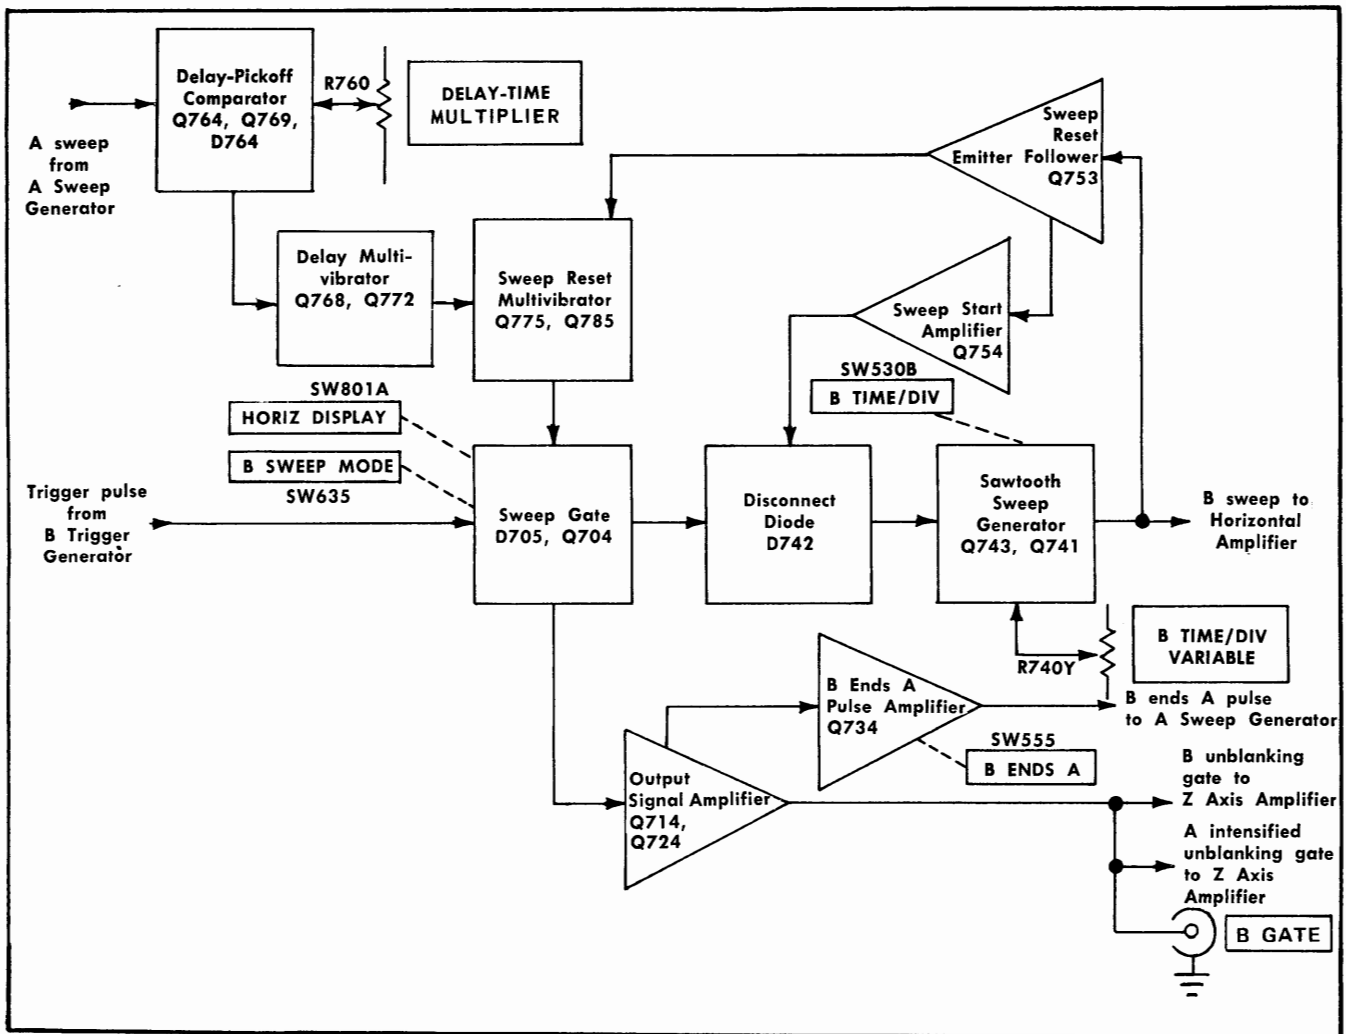 Delay-Pickoff
Comparator
Q764, Q769,
D764
R760
DELAY-TIME
MULTIPLIER
A sweep
from
A Sweep
Generator
Sweep
Reset
Emitter Follower
Q753
Delay Multi-
vibrator
Q768, Q772
Sweep Reset
Multivibrator
Q775, Q785
Sweep Start
Amplifier
Q754
SW801A
HORIZ DISPLAY
B SWEEP MODE
SW635
SW530B
B TIME/DIV
Trigger pulse
from
B Trigger
Generator
Sweep Gate
D705, Q704
Disconnect
Diode
D742
Sawtooth
Sweep
Generator
Q743, Q741
B sweep to
Horizontal
Amplifier
R740Y
B TIME/DIV
VARIABLE
B Ends A
Pulse Amplifier
Q734
B ends A pulse
to A Sweep Generator
SW555
B ENDS A
Output
Signal Amplifier
Q714,
Q724
B unblanking
gate to
Z Axis Amplifier
A intensified
unblanking gate
to Z Axis
Amplifier
B GATE